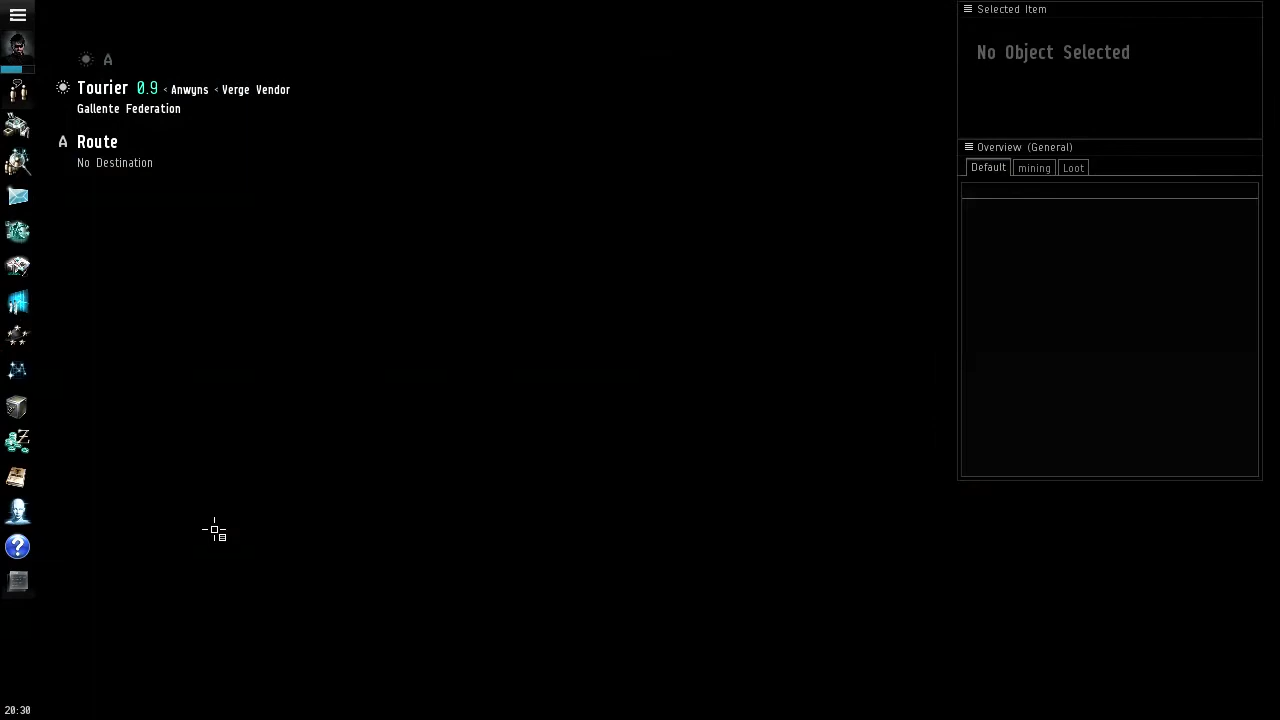 A
Tourier 0.9 < Anwyns < Verge Vendor
Gallente Federation
A Route
No Destination
Selected Item
No Object Selected
Overview (General)
Default mining Loot
20:30